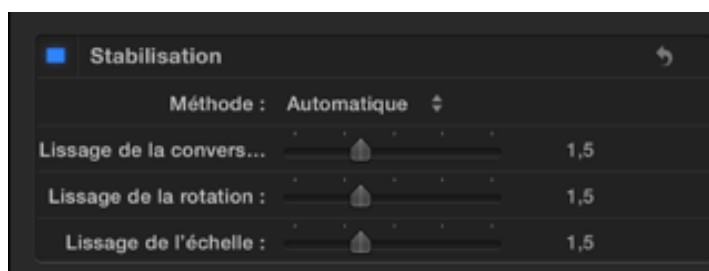 Stabilisation
Méthode : Automatique
Lissage de la convers... 1,5
Lissage de la rotation : 1,5
Lissage de l'échelle : 1,5